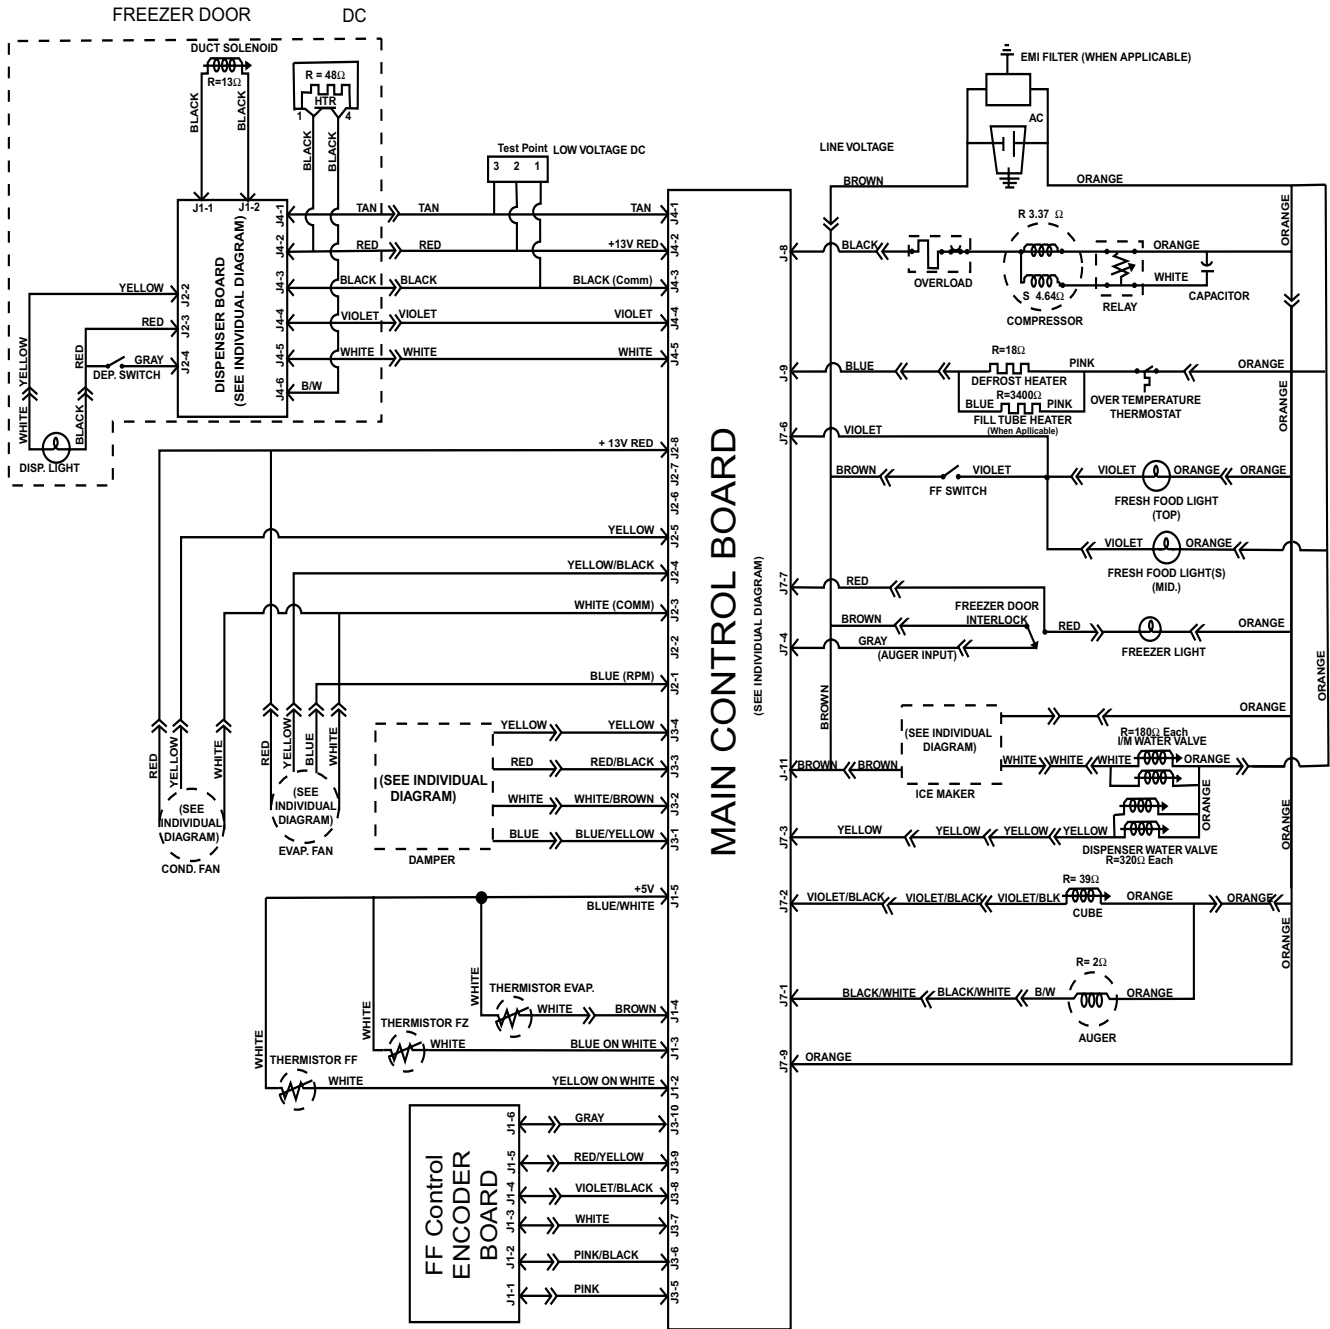 FREEZER DOOR
DC
DUCT SOLENOID
R=13Ω
BLACK
BLACK
R = 48Ω
HTR
1
4
BLACK
BLACK
J1-1
J1-2
DISPENSER BOARD
(SEE INDIVIDUAL DIAGRAM)
J4-1
J4-2
J4-3
J4-4
J4-5
J4-6
J2-2
J2-3
J2-4
YELLOW
RED
GRAY
DEP. SWITCH
YELLOW
WHITE
RED
BLACK
DISP. LIGHT
B/W
Test Point
LOW VOLTAGE DC
3 2 1
TAN TAN TAN
RED RED +13V RED
BLACK BLACK BLACK (Comm)
VIOLET VIOLET VIOLET
WHITE WHITE WHITE
J4-1
J4-2
J4-3
J4-4
J4-5
+ 13V RED
J2-8
J2-7
J2-6
YELLOW
J2-5
YELLOW/BLACK
J2-4
WHITE (COMM)
J2-3
J2-2
BLUE (RPM)
J2-1
RED
YELLOW
WHITE
(SEE
INDIVIDUAL
DIAGRAM)
COND. FAN
RED
YELLOW
BLUE
WHITE
(SEE
INDIVIDUAL
DIAGRAM)
EVAP. FAN
(SEE INDIVIDUAL
DIAGRAM)
DAMPER
YELLOW YELLOW
J3-4
RED RED/BLACK
J3-3
WHITE WHITE/BROWN
J3-2
BLUE BLUE/YELLOW
J3-1
+5V
BLUE/WHITE
J1-5
WHITE
THERMISTOR EVAP.
WHITE BROWN
J1-4
WHITE
THERMISTOR FZ
WHITE BLUE ON WHITE
J1-3
WHITE
THERMISTOR FF
WHITE YELLOW ON WHITE
J1-2
FF Control
ENCODER
BOARD
J1-6 GRAY J3-10
J1-5 RED/YELLOW J3-9
J1-4 VIOLET/BLACK J3-8
J1-3 WHITE J3-7
J1-2 PINK/BLACK J3-6
J1-1 PINK J3-5
MAIN CONTROL BOARD
(SEE INDIVIDUAL DIAGRAM)
EMI FILTER (WHEN APPLICABLE)
AC
LINE VOLTAGE
BROWN
ORANGE
ORANGE
J-8
BLACK
OVERLOAD
R 3.37 Ω
S 4.64Ω
COMPRESSOR
ORANGE
WHITE
RELAY
CAPACITOR
J-9
BLUE
R=18Ω
DEFROST HEATER
R=3400Ω
BLUE
PINK
FILL TUBE HEATER
(When Apllicable)
PINK
OVER TEMPERATURE
THERMOSTAT
ORANGE
ORANGE
J7-6
VIOLET
BROWN
VIOLET
FF SWITCH
VIOLET ORANGE ORANGE
FRESH FOOD LIGHT
(TOP)
VIOLET ORANGE
FRESH FOOD LIGHT(S)
(MID.)
J7-7
RED
BROWN
FREEZER DOOR
INTERLOCK
J7-4
GRAY
(AUGER INPUT)
RED
ORANGE
FREEZER LIGHT
BROWN
ORANGE
(SEE INDIVIDUAL
DIAGRAM)
ICE MAKER
ORANGE
J-11
BROWN BROWN
R=180Ω Each
I/M WATER VALVE
WHITE WHITE WHITE ORANGE
ORANGE
ORANGE
J7-3
YELLOW YELLOW YELLOW YELLOW
DISPENSER WATER VALVE
R=320Ω Each
J7-2
VIOLET/BLACK VIOLET/BLACK VIOLET/BLK
R= 39Ω
CUBE
ORANGE ORANGE
ORANGE
R= 2Ω
J7-1
BLACK/WHITE BLACK/WHITE B/W ORANGE
AUGER
J7-9
ORANGE